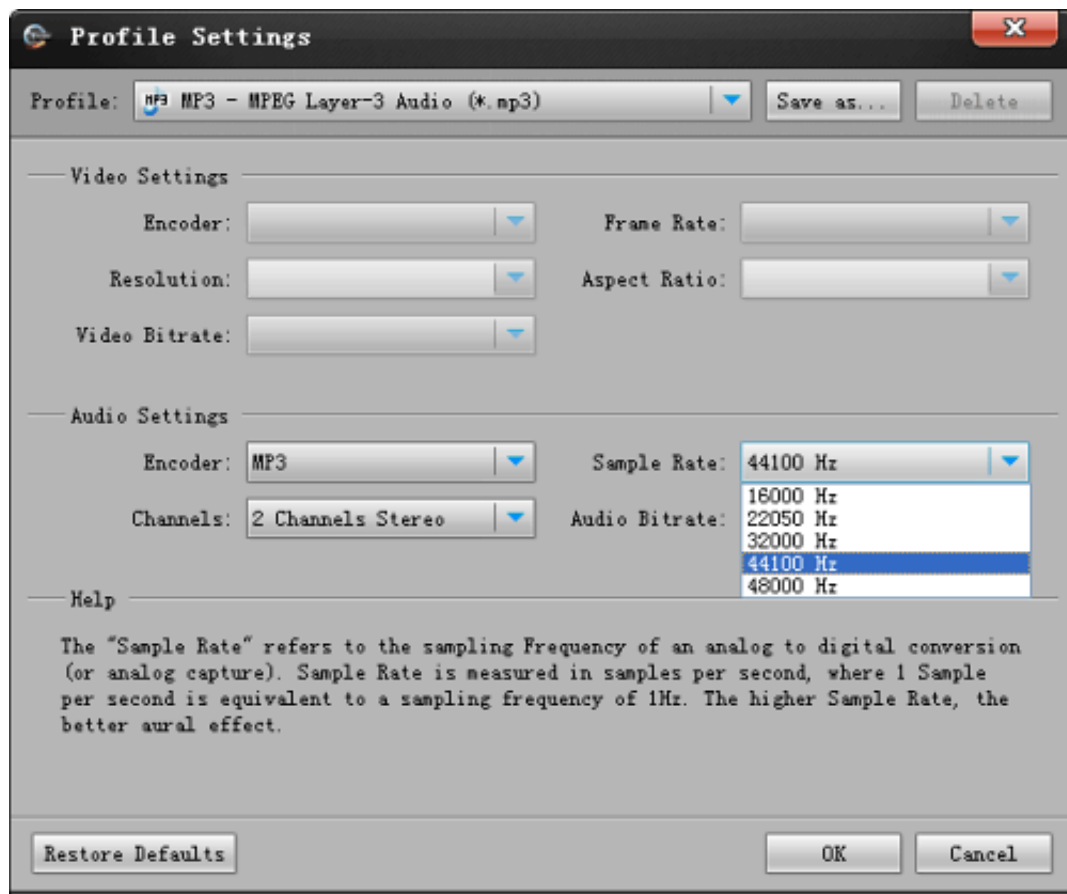 Profile Settings
Profile: MP3 MP3 - MPEG Layer-3 Audio (*.mp3) Save as... Delete
Video Settings
Encoder: Frame Rate:
Resolution: Aspect Ratio:
Video Bitrate:
Audio Settings
Encoder: MP3 Sample Rate: 44100 Hz
16000 Hz
Channels: 2 Channels Stereo Audio Bitrate: 22050 Hz
32000 Hz
44100 Hz
48000 Hz
Help
The "Sample Rate" refers to the sampling Frequency of an analog to digital conversion
(or analog capture). Sample Rate is measured in samples per second, where 1 Sample
per second is equivalent to a sampling frequency of 1Hz. The higher Sample Rate, the
better aural effect.
Restore Defaults OK Cancel